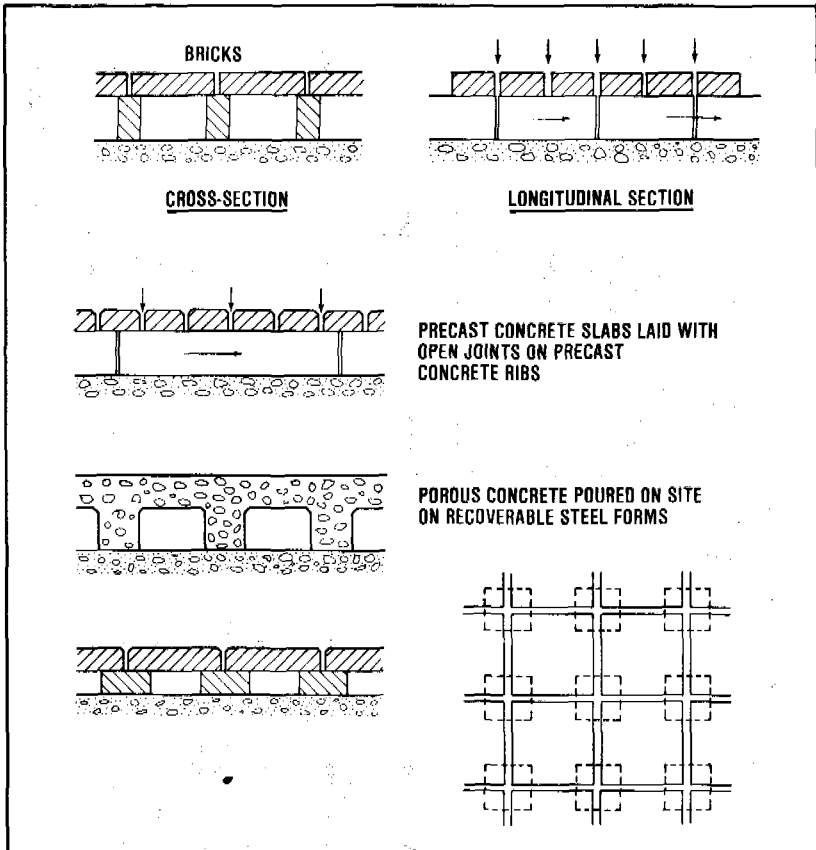 BRICKS
CROSS-SECTION
LONGITUDINAL SECTION
PRECAST CONCRETE SLABS LAID WITH
OPEN JOINTS ON PRECAST
CONCRETE RIBS
POROUS CONCRETE POURED ON SITE
ON RECOVERABLE STEEL FORMS